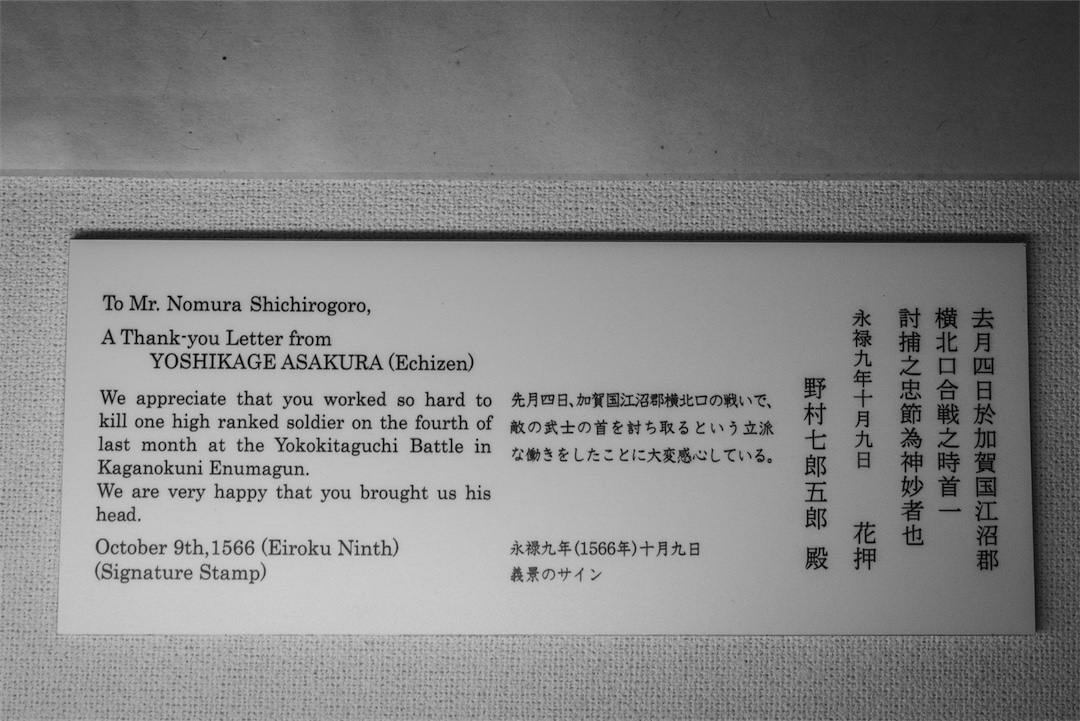 To Mr. Nomura Shichirogoro,
A Thank-you Letter from
YOSHIKAGE ASAKURA (Echizen)
We appreciate that you worked so hard to
kill one high ranked soldier on the fourth of
last month at the Yokokitaguchi Battle in
Kaganokuni Enumagun.
We are very happy that you brought us his
head.
October 9th,1566 (Eiroku Ninth)
(Signature Stamp)
先月四日、加賀国江沼郡横北口の戦いで、
敵の武士の首を討ち取るという立派
な働きをしたことに大変感心している。
永禄九年(1566年)十月九日
義景のサイン
去月四日於加賀国江沼郡
横北口合戦之時首一
討捕之忠節為神妙者也
永禄九年十月九日 花押
野村七郎五郎 殿